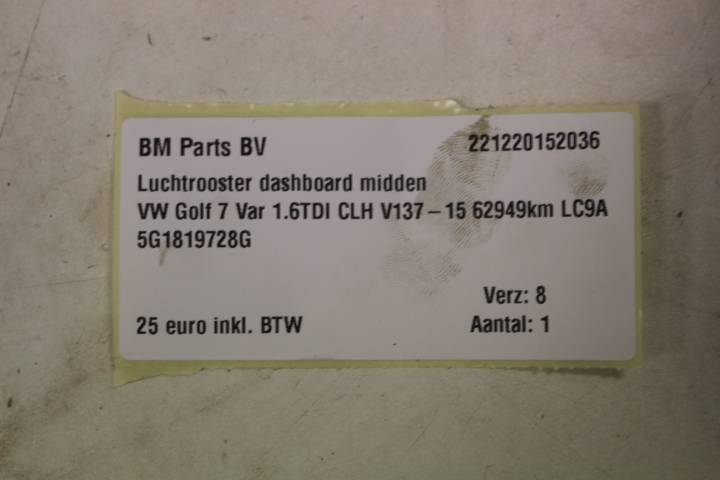 BM Parts BV 221220152036
Luchtrooster dashboard midden
VW Golf 7 Var 1.6TDI CLH V137-15 62949km LC9A
5G1819728G
Verz: 8
25 euro inkl. BTW Aantal: 1